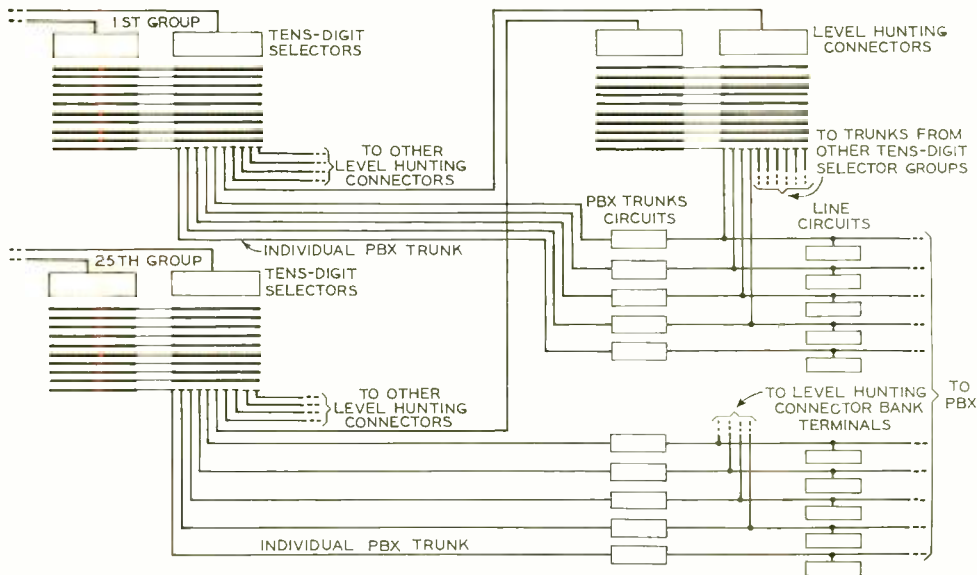 1ST GROUP
TENS-DIGIT
SELECTORS
LEVEL HUNTING
CONNECTORS
TO OTHER
LEVEL HUNTING
CONNECTORS
TO TRUNKS FROM
OTHER TENS-DIGIT
SELECTOR GROUPS
PBX TRUNKS
CIRCUITS
LINE
CIRCUITS
INDIVIDUAL PBX TRUNK
25TH GROUP
TENS-DIGIT
SELECTORS
TO OTHER
LEVEL HUNTING
CONNECTORS
TO LEVEL HUNTING
CONNECTOR BANK
TERMINALS
TO
PBX
INDIVIDUAL PBX TRUNK